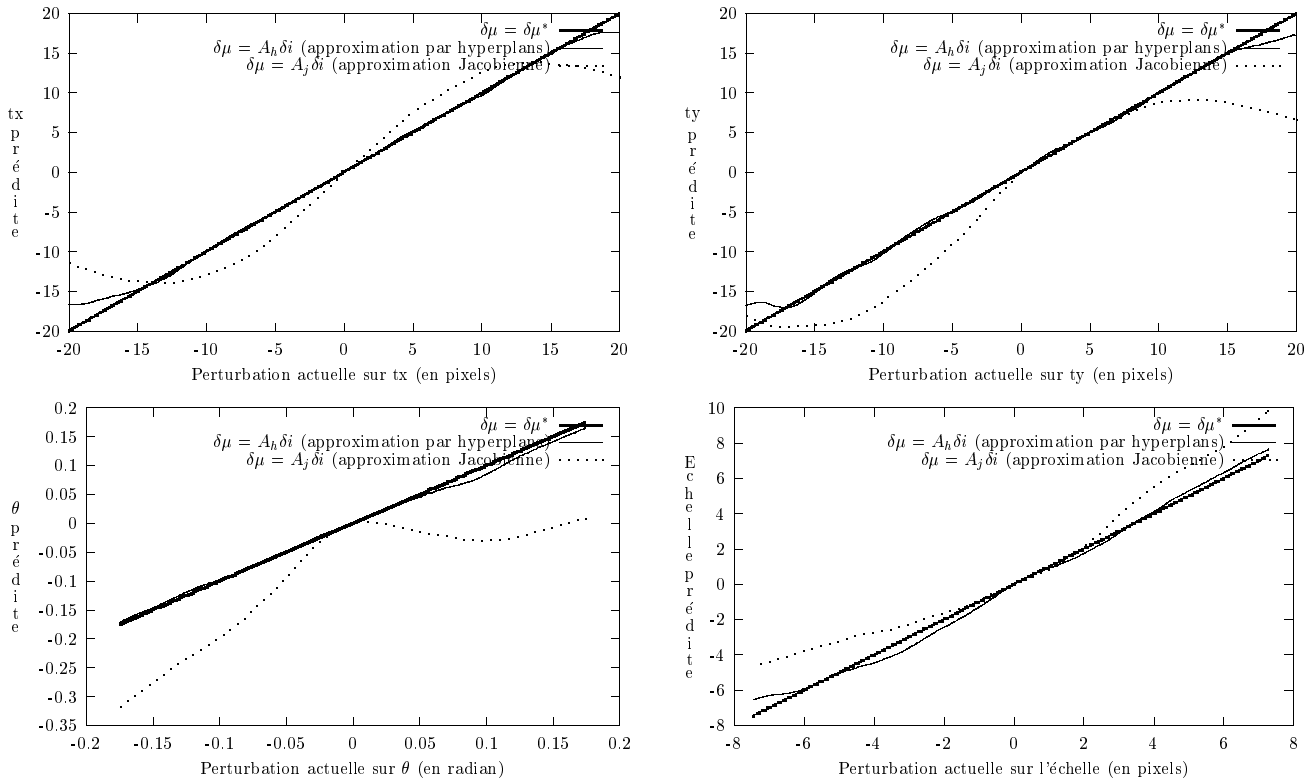 δμ = δμ*
δμ = A_h δi (approximation par hyperplans)
δμ = A_j δi (approximation Jacobienne)
20
15
10
5
0
-5
-10
-15
-20
tx prédite
-20 -15 -10 -5 0 5 10 15 20
Perturbation actuelle sur tx (en pixels)
δμ = δμ*
δμ = A_h δi (approximation par hyperplans)
δμ = A_j δi (approximation Jacobienne)
20
15
10
5
0
-5
-10
-15
-20
ty prédite
-20 -15 -10 -5 0 5 10 15 20
Perturbation actuelle sur ty (en pixels)
δμ = δμ*
δμ = A_h δi (approximation par hyperplans)
δμ = A_j δi (approximation Jacobienne)
0.2
0.15
0.1
0.05
0
-0.05
-0.1
-0.15
-0.2
-0.25
-0.3
-0.35
θ prédite
-0.2 -0.15 -0.1 -0.05 0 0.05 0.1 0.15 0.2
Perturbation actuelle sur θ (en radian)
δμ = δμ*
δμ = A_h δi (approximation par hyperplans)
δμ = A_j δi (approximation Jacobienne)
10
8
6
4
2
0
-2
-4
-6
-8
Echelle prédite
-8 -6 -4 -2 0 2 4 6 8
Perturbation actuelle sur l'échelle (en pixels)